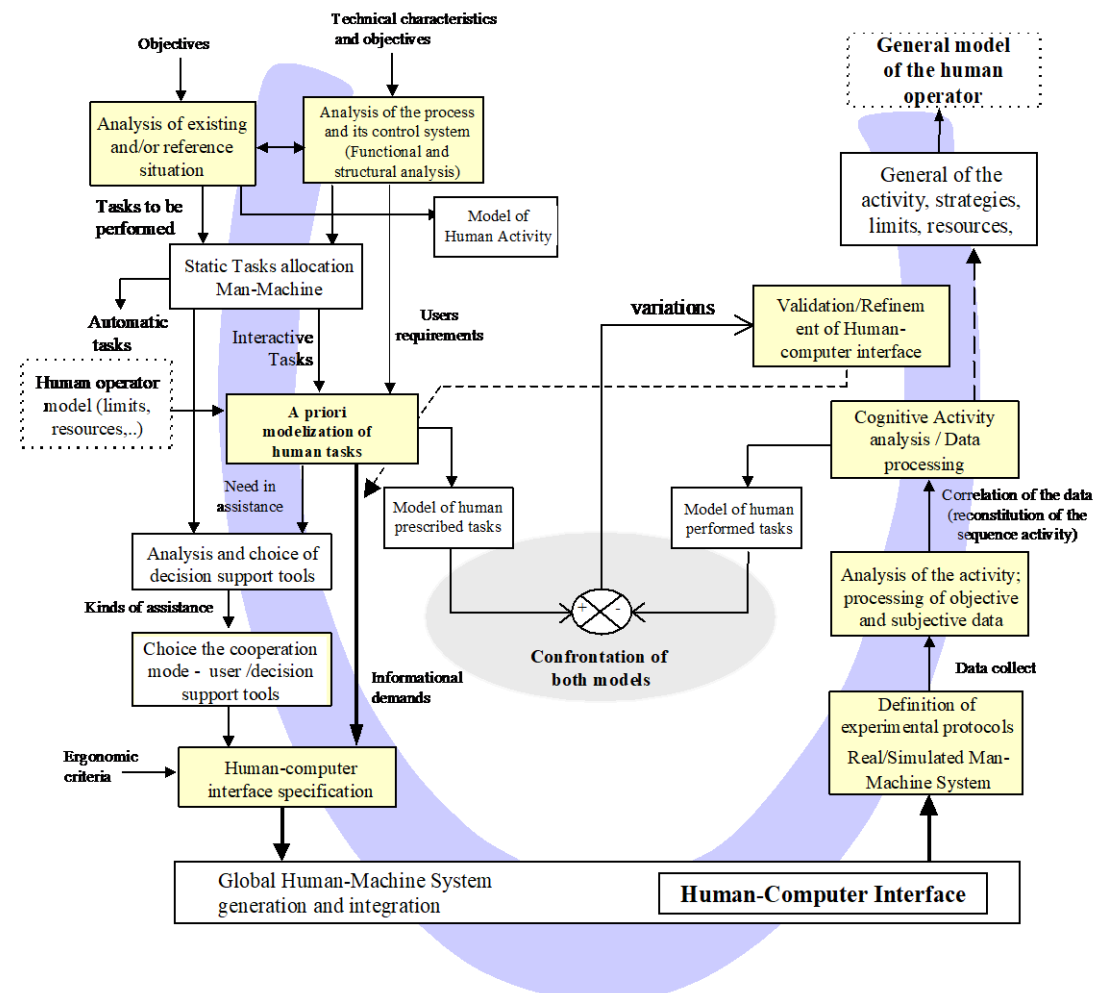 Technical characteristics
and objectives
Objectives
General model
of the human
operator
Analysis of existing
and/or reference
situation
Analysis of the process
and its control system
(Functional and
structural analysis)
General of the
activity, strategies,
limits, resources,
Tasks to be
performed
Model of
Human Activity
Static Tasks allocation
Man-Machine
Automatic
tasks
Interactive
Tasks
Users
requirements
variations
Validation/Refinem
ent of Human-
computer interface
Human operator
model (limits,
resources,..)
A priori
modelization of
human tasks
Cognitive Activity
analysis / Data
processing
Need in
assistance
Model of human
prescribed tasks
Model of human
performed tasks
Correlation of the data
(reconstitution of the
sequence activity)
Analysis and choice of
decision support tools
Analysis of the activity;
processing of objective
and subjective data
Kinds of assistance
+ -
Confrontation of
both models
Choice the cooperation
mode - user /decision
support tools
Informational
demands
Data collect
Definition of
experimental protocols
Real/Simulated Man-
Machine System
Ergonomic
criteria
Human-computer
interface specification
Global Human-Machine System
generation and integration
Human-Computer Interface